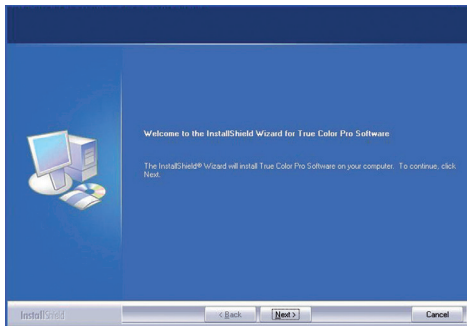 Welcome to the InstallShield Wizard for True Color Pro Software
The InstallShield® Wizard will install True Color Pro Software on your computer. To continue, click
Next.
InstallShield
< Back
Next >
Cancel